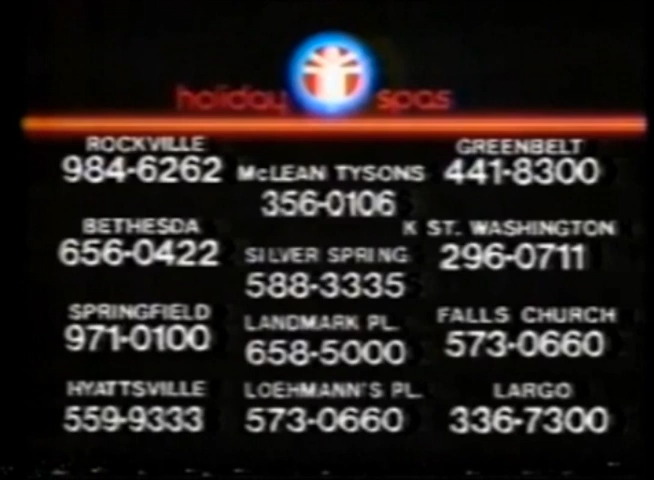 holiday spas
ROCKVILLE
984-6262
BETHESDA
656-0422
SPRINGFIELD
971-0100
HYATTSVILLE
559-9333
McLEAN TYSONS
356-0106
SILVER SPRING
588-3335
LANDMARK PL.
658-5000
LOEHMANN'S PL.
573-0660
GREENBELT
441-8300
K ST. WASHINGTON
296-0711
FALLS CHURCH
573-0660
LARGO
336-7300